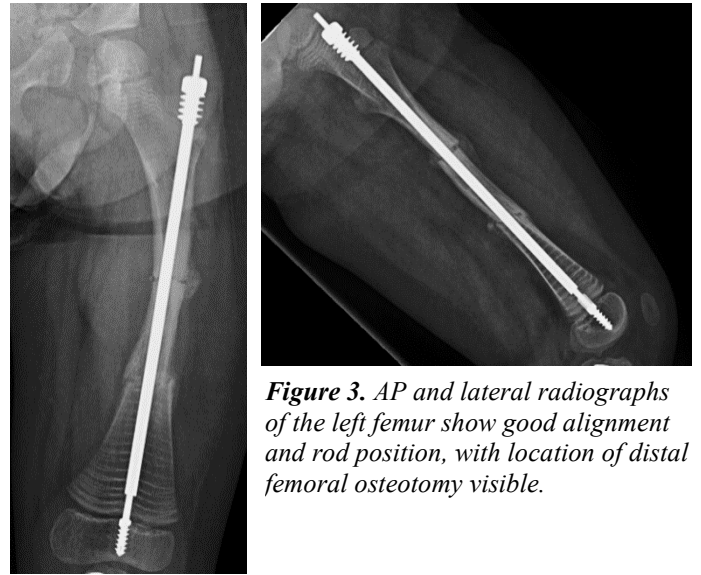 Figure 3. AP and lateral radiographs
of the left femur show good alignment
and rod position, with location of distal
femoral osteotomy visible.